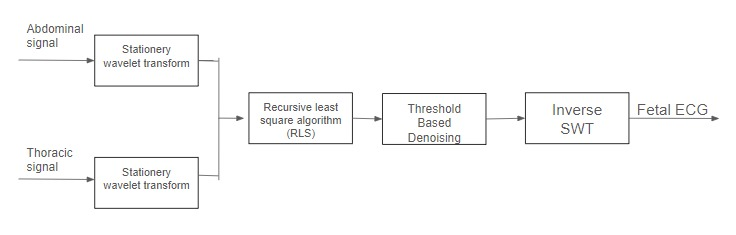 Abdominal
signal
Stationery
wavelet transform
Recursive least
square algorithm
(RLS)
Threshold
Based
Denoising
Inverse
SWT
Fetal ECG
Thoracic
signal
Stationery
wavelet transform